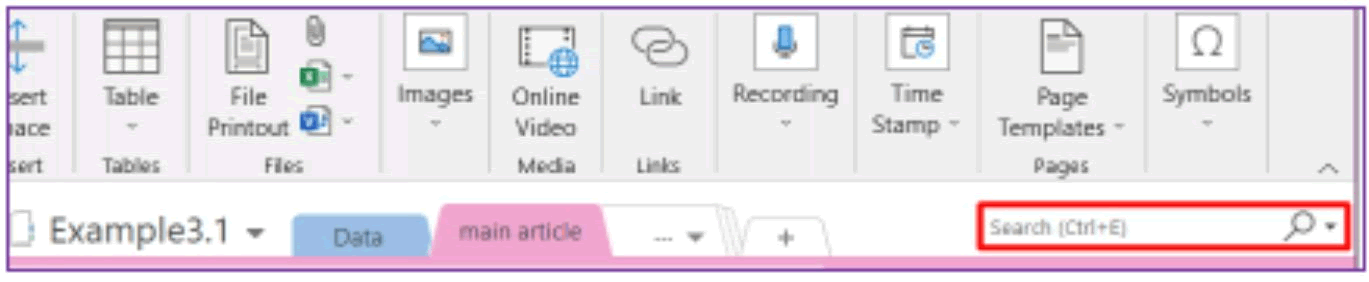 sert Table File Images Online Link Recording Time Page Symbols
ace Printout Video Stamp Templates
sert Tables Files Media Links Pages
Example3.1 Data main article ... + Search (Ctrl+E)